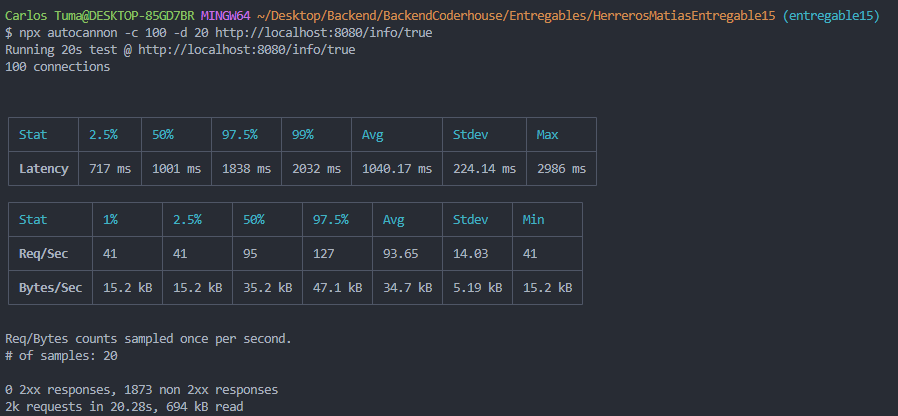 Carlos Tuma@DESKTOP-85GD7BR MINGW64 ~/Desktop/Backend/BackendCoderhouse/Entregables/HerrerosMatiasEntregable15 (entregable15)
$ npx autocannon -c 100 -d 20 http://localhost:8080/info/true
Running 20s test @ http://localhost:8080/info/true
100 connections
Stat 2.5% 50% 97.5% 99% Avg Stdev Max
Latency 717 ms 1001 ms 1838 ms 2032 ms 1040.17 ms 224.14 ms 2986 ms
Stat 1% 2.5% 50% 97.5% Avg Stdev Min
Req/Sec 41 41 95 127 93.65 14.03 41
Bytes/Sec 15.2 kB 15.2 kB 35.2 kB 47.1 kB 34.7 kB 5.19 kB 15.2 kB
Req/Bytes counts sampled once per second.
# of samples: 20
0 2xx responses, 1873 non 2xx responses
2k requests in 20.28s, 694 kB read